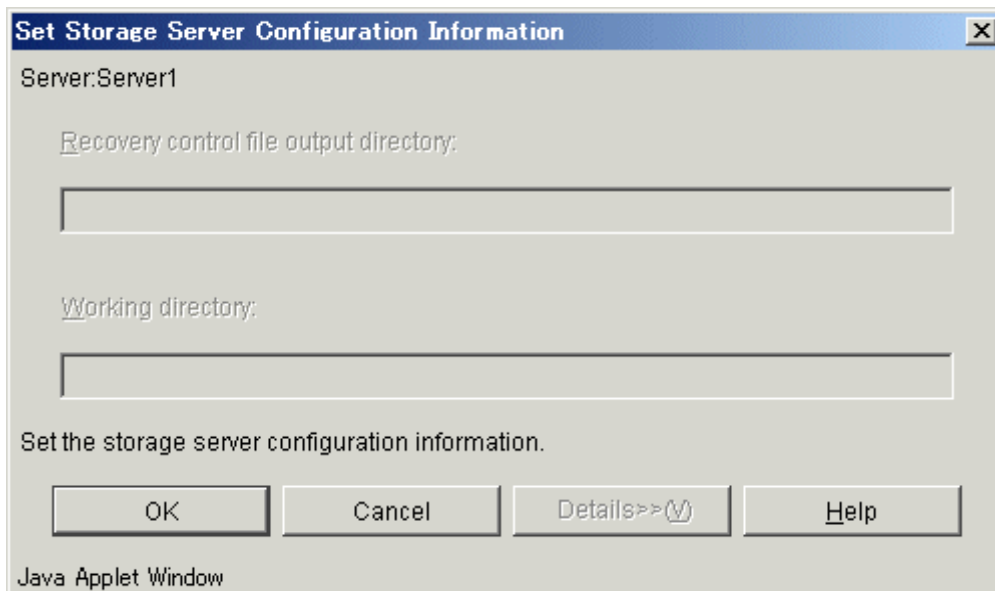 Set Storage Server Configuration Information
Server:Server1
Recovery control file output directory:
Working directory:
Set the storage server configuration information.
OK Cancel Details>>(V) Help
Java Applet Window